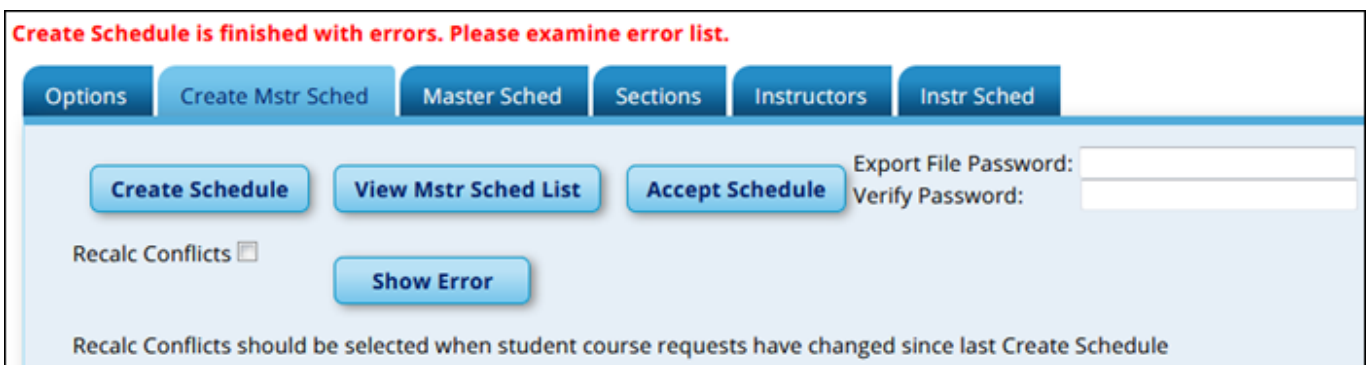 Create Schedule is finished with errors. Please examine error list.
Options Create Mstr Sched Master Sched Sections Instructors Instr Sched
Create Schedule View Mstr Sched List Accept Schedule Export File Password:
Verify Password:
Recalc Conflicts
Show Error
Recalc Conflicts should be selected when student course requests have changed since last Create Schedule